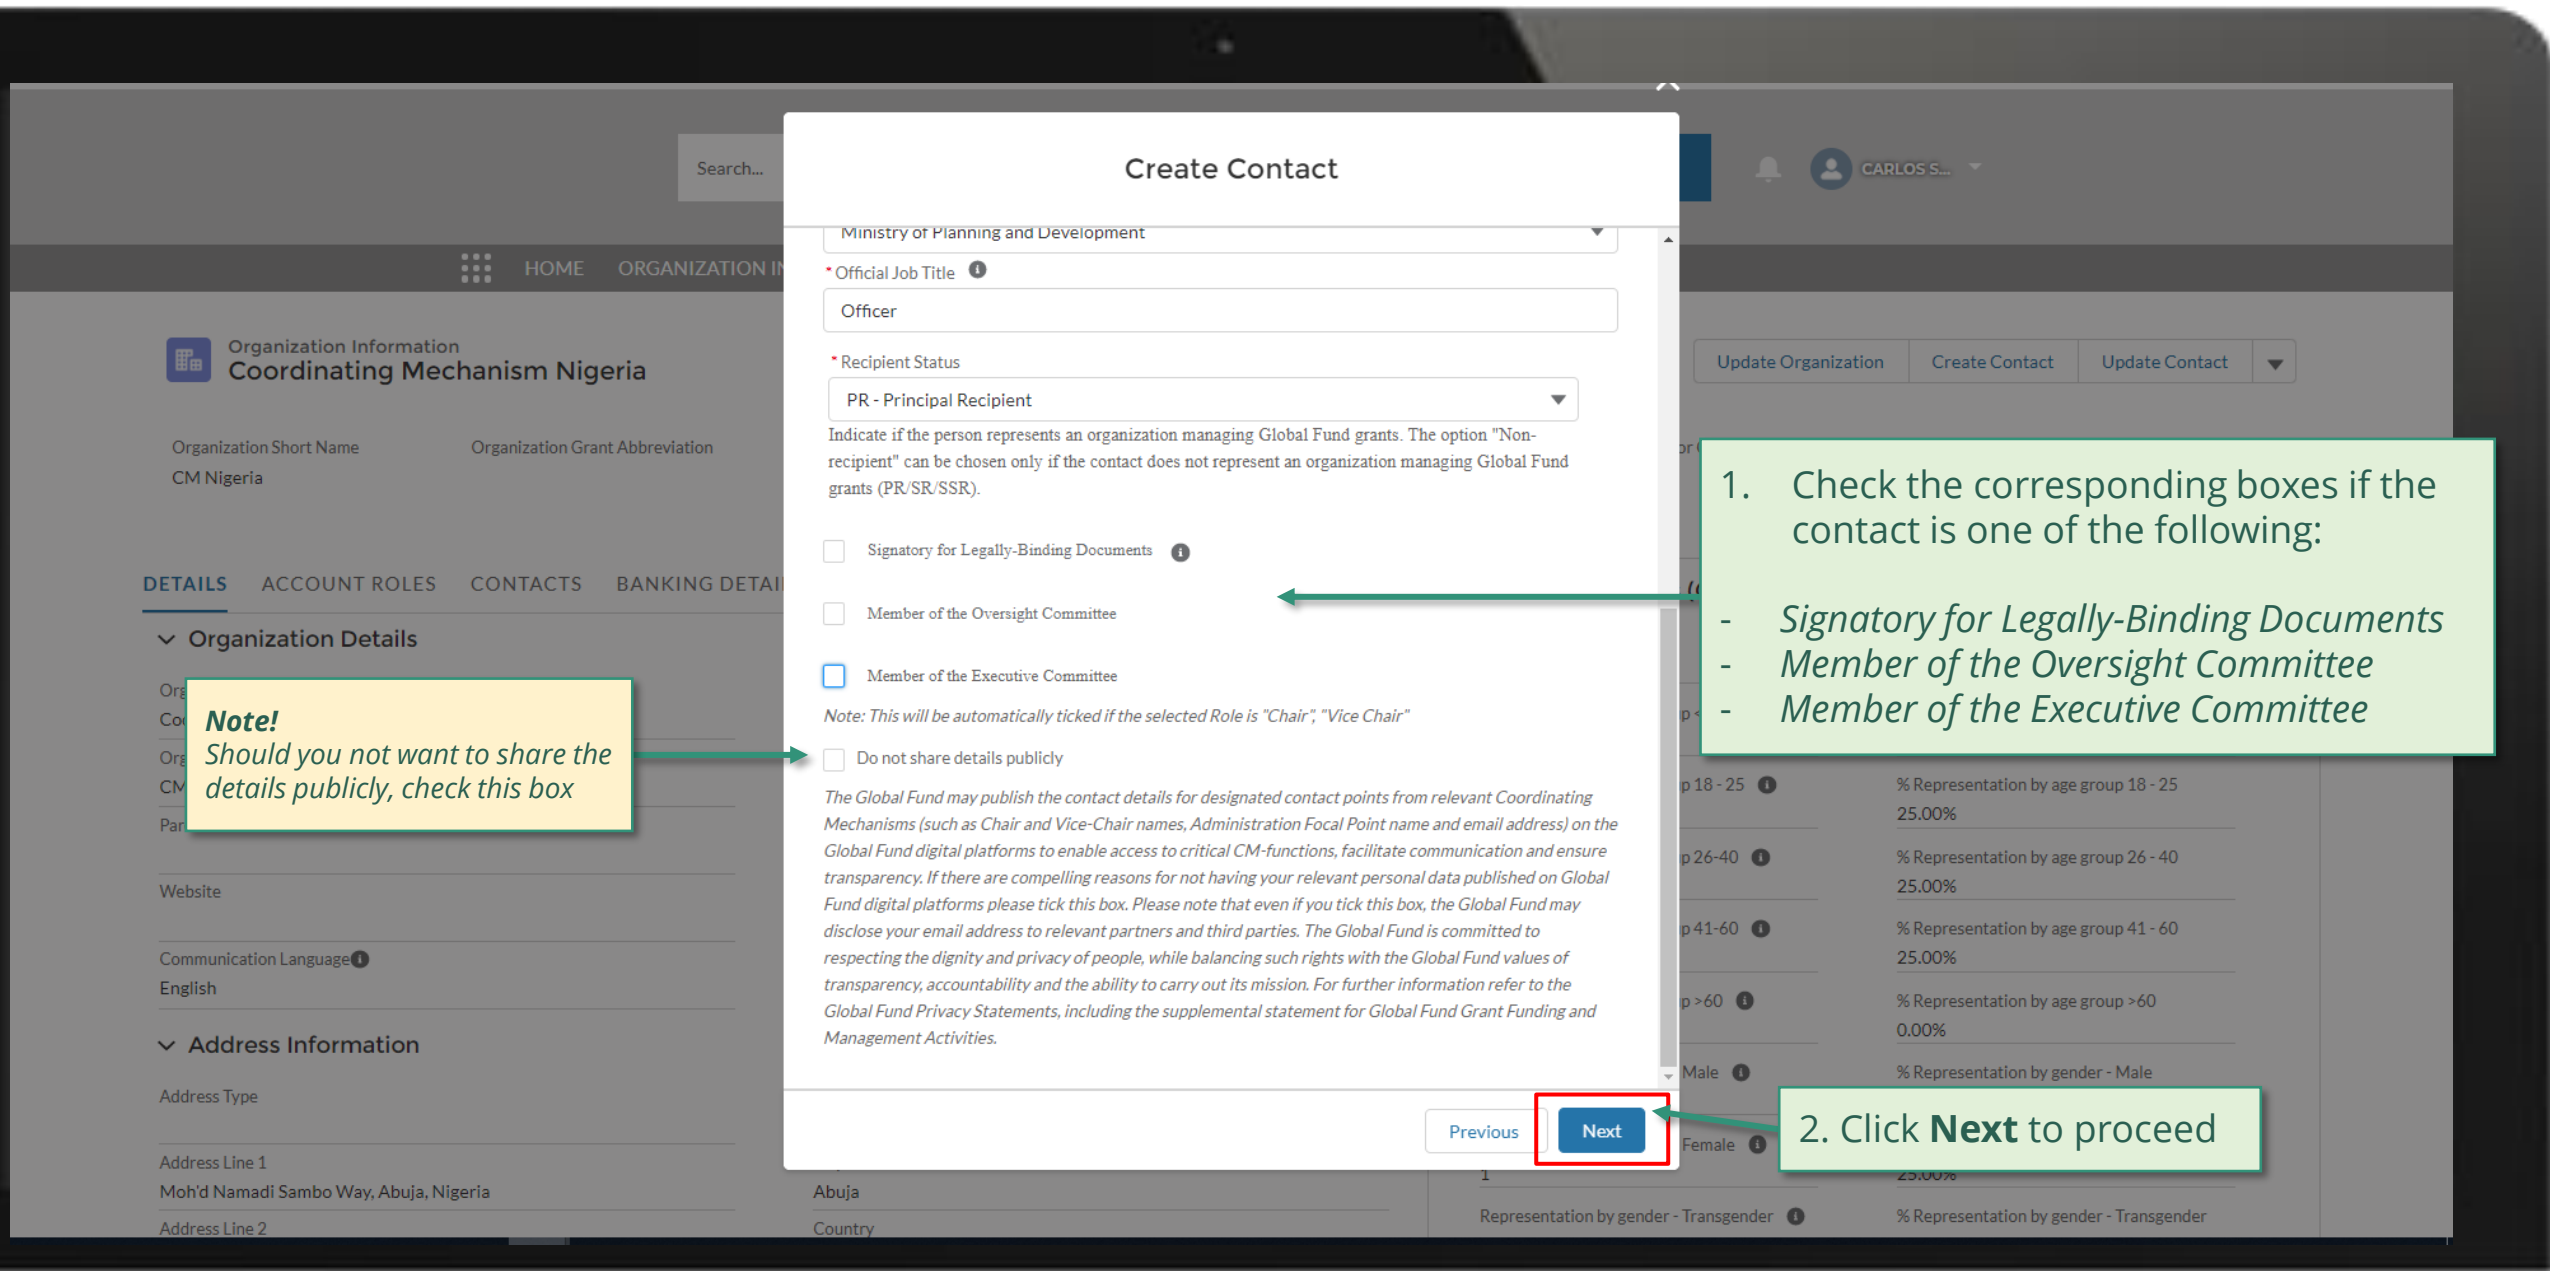 Search...
CARLOS S...
HOME
ORGANIZATION IN
Organization Information
Coordinating Mechanism Nigeria
Update Organization
Create Contact
Update Contact
Organization Short Name
CM Nigeria
Organization Grant Abbreviation
DETAILS
ACCOUNT ROLES
CONTACTS
BANKING DETAI
Organization Details
Website
Communication Language
English
Address Information
Address Type
Address Line 1
Moh'd Namadi Sambo Way, Abuja, Nigeria
Address Line 2
Note!
Should you not want to share the
details publicly, check this box
Create Contact
Ministry of Planning and Development
* Official Job Title
Officer
* Recipient Status
PR - Principal Recipient
Indicate if the person represents an organization managing Global Fund grants. The option "Non-
recipient" can be chosen only if the contact does not represent an organization managing Global Fund
grants (PR/SR/SSR).
Signatory for Legally-Binding Documents
Member of the Oversight Committee
Member of the Executive Committee
Note: This will be automatically ticked if the selected Role is "Chair", "Vice Chair"
Do not share details publicly
The Global Fund may publish the contact details for designated contact points from relevant Coordinating
Mechanisms (such as Chair and Vice-Chair names, Administration Focal Point name and email address) on the
Global Fund digital platforms to enable access to critical CM-functions, facilitate communication and ensure
transparency. If there are compelling reasons for not having your relevant personal data published on Global
Fund digital platforms please tick this box. Please note that even if you tick this box, the Global Fund may
disclose your email address to relevant partners and third parties. The Global Fund is committed to
respecting the dignity and privacy of people, while balancing such rights with the Global Fund values of
transparency, accountability and the ability to carry out its mission. For further information refer to the
Global Fund Privacy Statements, including the supplemental statement for Global Fund Grant Funding and
Management Activities.
Previous
Next
Abuja
Country
1. Check the corresponding boxes if the
contact is one of the following:
- Signatory for Legally-Binding Documents
- Member of the Oversight Committee
- Member of the Executive Committee
p 18 - 25
% Representation by age group 18 - 25
25.00%
p 26-40
% Representation by age group 26 - 40
25.00%
p 41-60
% Representation by age group 41 - 60
25.00%
p >60
% Representation by age group >60
0.00%
Male
% Representation by gender - Male
2. Click Next to proceed
Female
1
25.00%
Representation by gender - Transgender
% Representation by gender - Transgender